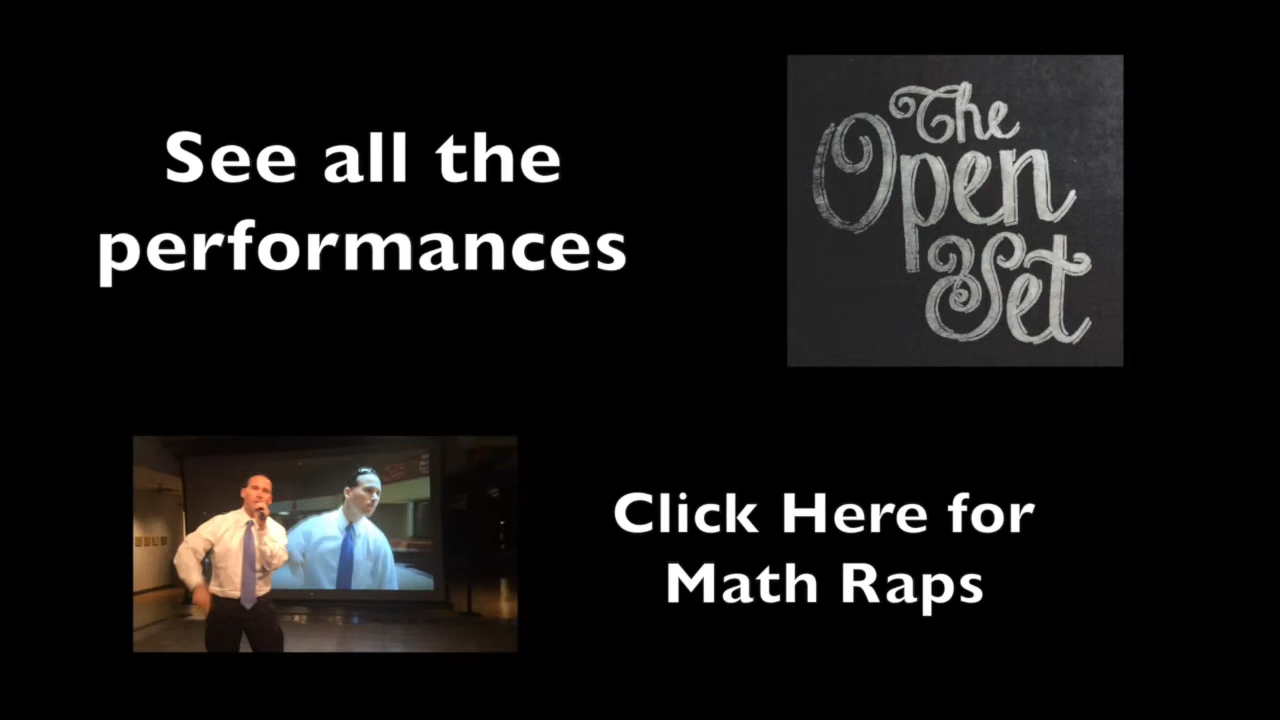 See all the
performances
The
Open
Set
Click Here for
Math Raps